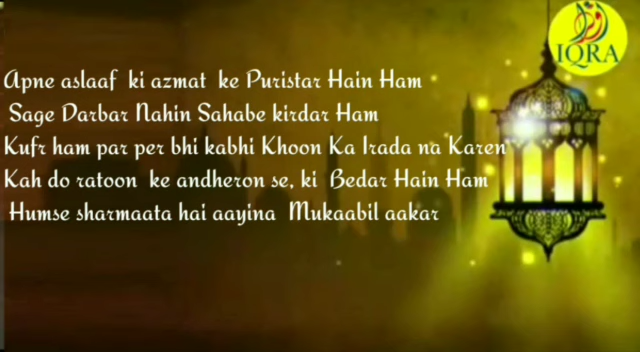 IQRA
Apne aslaaf ki azmat ke Puristar Hain Ham
Sage Darbar Nahin Sahabe kirdar Ham
Kufr ham par per bhi kabhi Khoon Ka Irada na Karen
Kah do ratoon ke andheron se, ki Bedar Hain Ham
Humse sharmaata hai aayina Mukaabil aakar